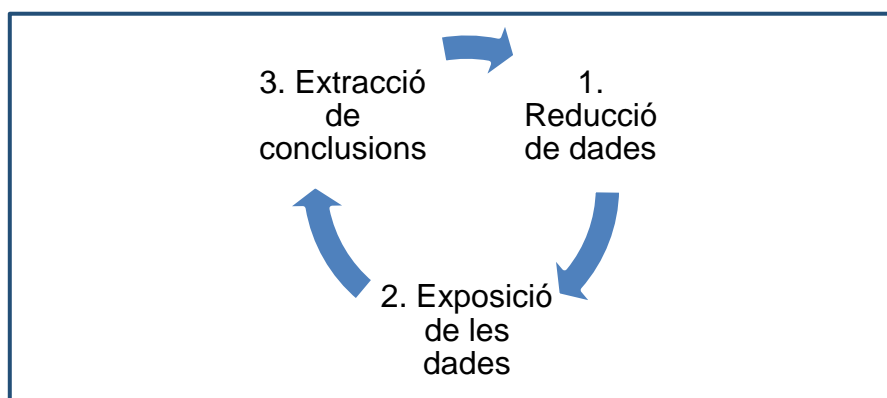 1.
Reducció
de dades
2. Exposició
de les
dades
3. Extracció
de
conclusions